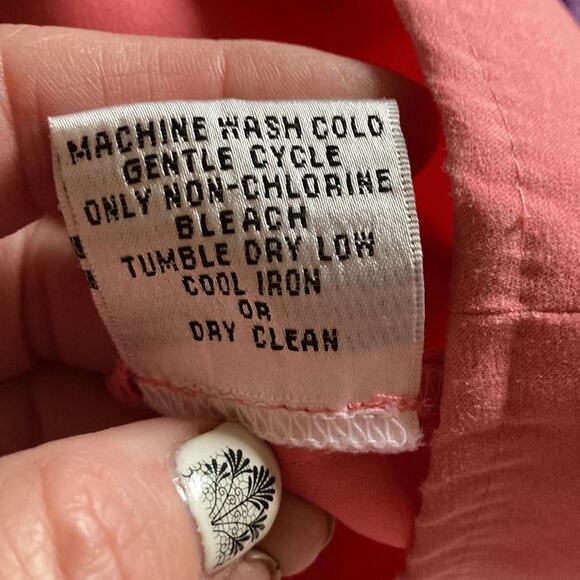 MACHINE WASH COLD
GENTLE CYCLE
ONLY NON-CHLORINE
BLEACH
TUMBLE DRY LOW
COOL IRON
OR
DRY CLEAN